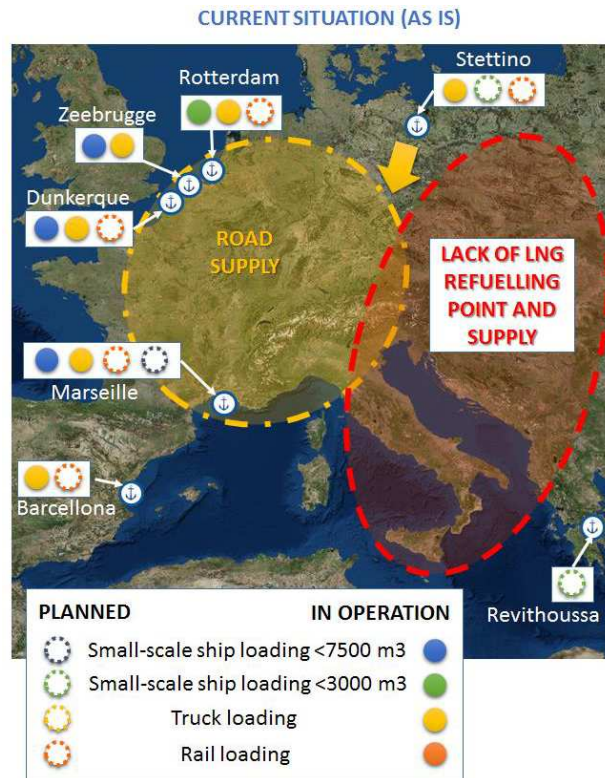 CURRENT SITUATION (AS IS)
Stettino
Rotterdam
Zeebrugge
Dunkerque
ROAD
SUPPLY
LACK OF LNG
REFUELLING
POINT AND
SUPPLY
Marseille
Barcellona
Revithoussa
PLANNED IN OPERATION
Small-scale ship loading <7500 m3
Small-scale ship loading <3000 m3
Truck loading
Rail loading